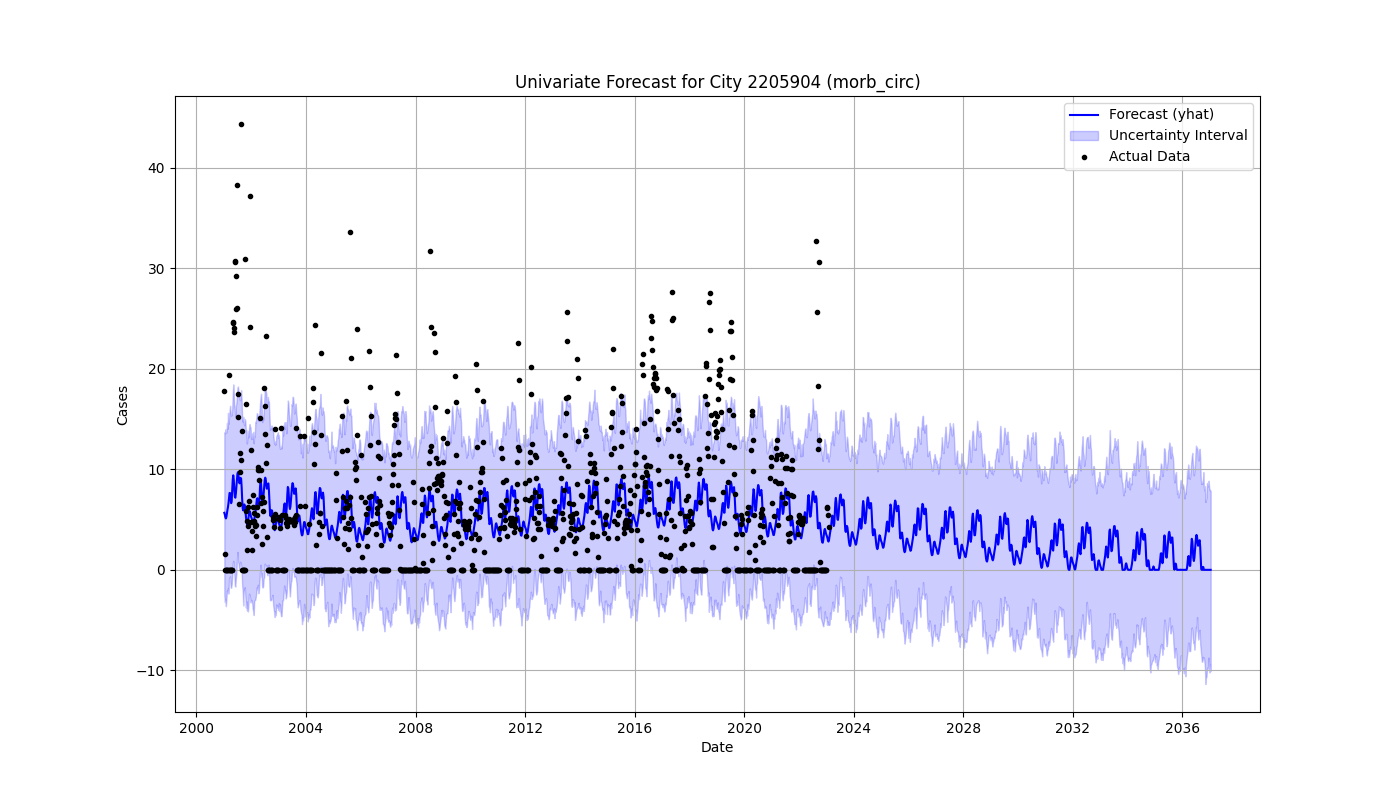 Univariate Forecast for City 2205904 (morb_circ)
Forecast (yhat)
Uncertainty Interval
Actual Data
40
30
20
10
0
−10
Cases
2000 2004 2008 2012 2016 2020 2024 2028 2032 2036
Date